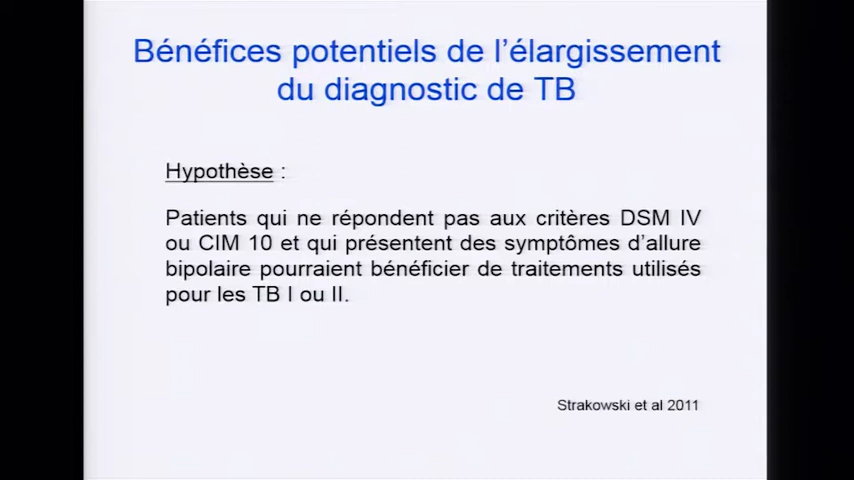 Bénéfices potentiels de l'élargissement
du diagnostic de TB
Hypothèse :
Patients qui ne répondent pas aux critères DSM IV
ou CIM 10 et qui présentent des symptômes d'allure
bipolaire pourraient bénéficier de traitements utilisés
pour les TB I ou II.
Strakowski et al 2011